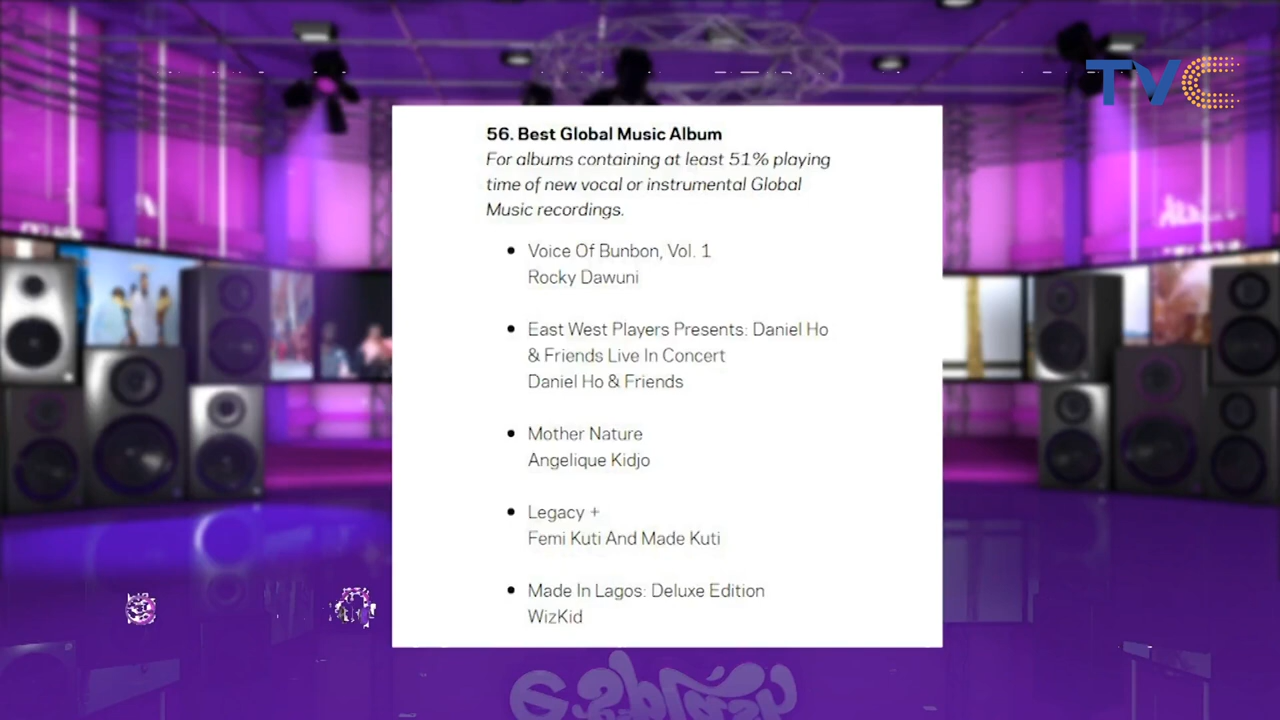 TVC
56. Best Global Music Album
For albums containing at least 51% playing
time of new vocal or instrumental Global
Music recordings.
• Voice Of Bunbon, Vol. 1
Rocky Dawuni
• East West Players Presents: Daniel Ho
& Friends Live In Concert
Daniel Ho & Friends
• Mother Nature
Angelique Kidjo
• Legacy +
Femi Kuti And Made Kuti
• Made In Lagos: Deluxe Edition
WizKid